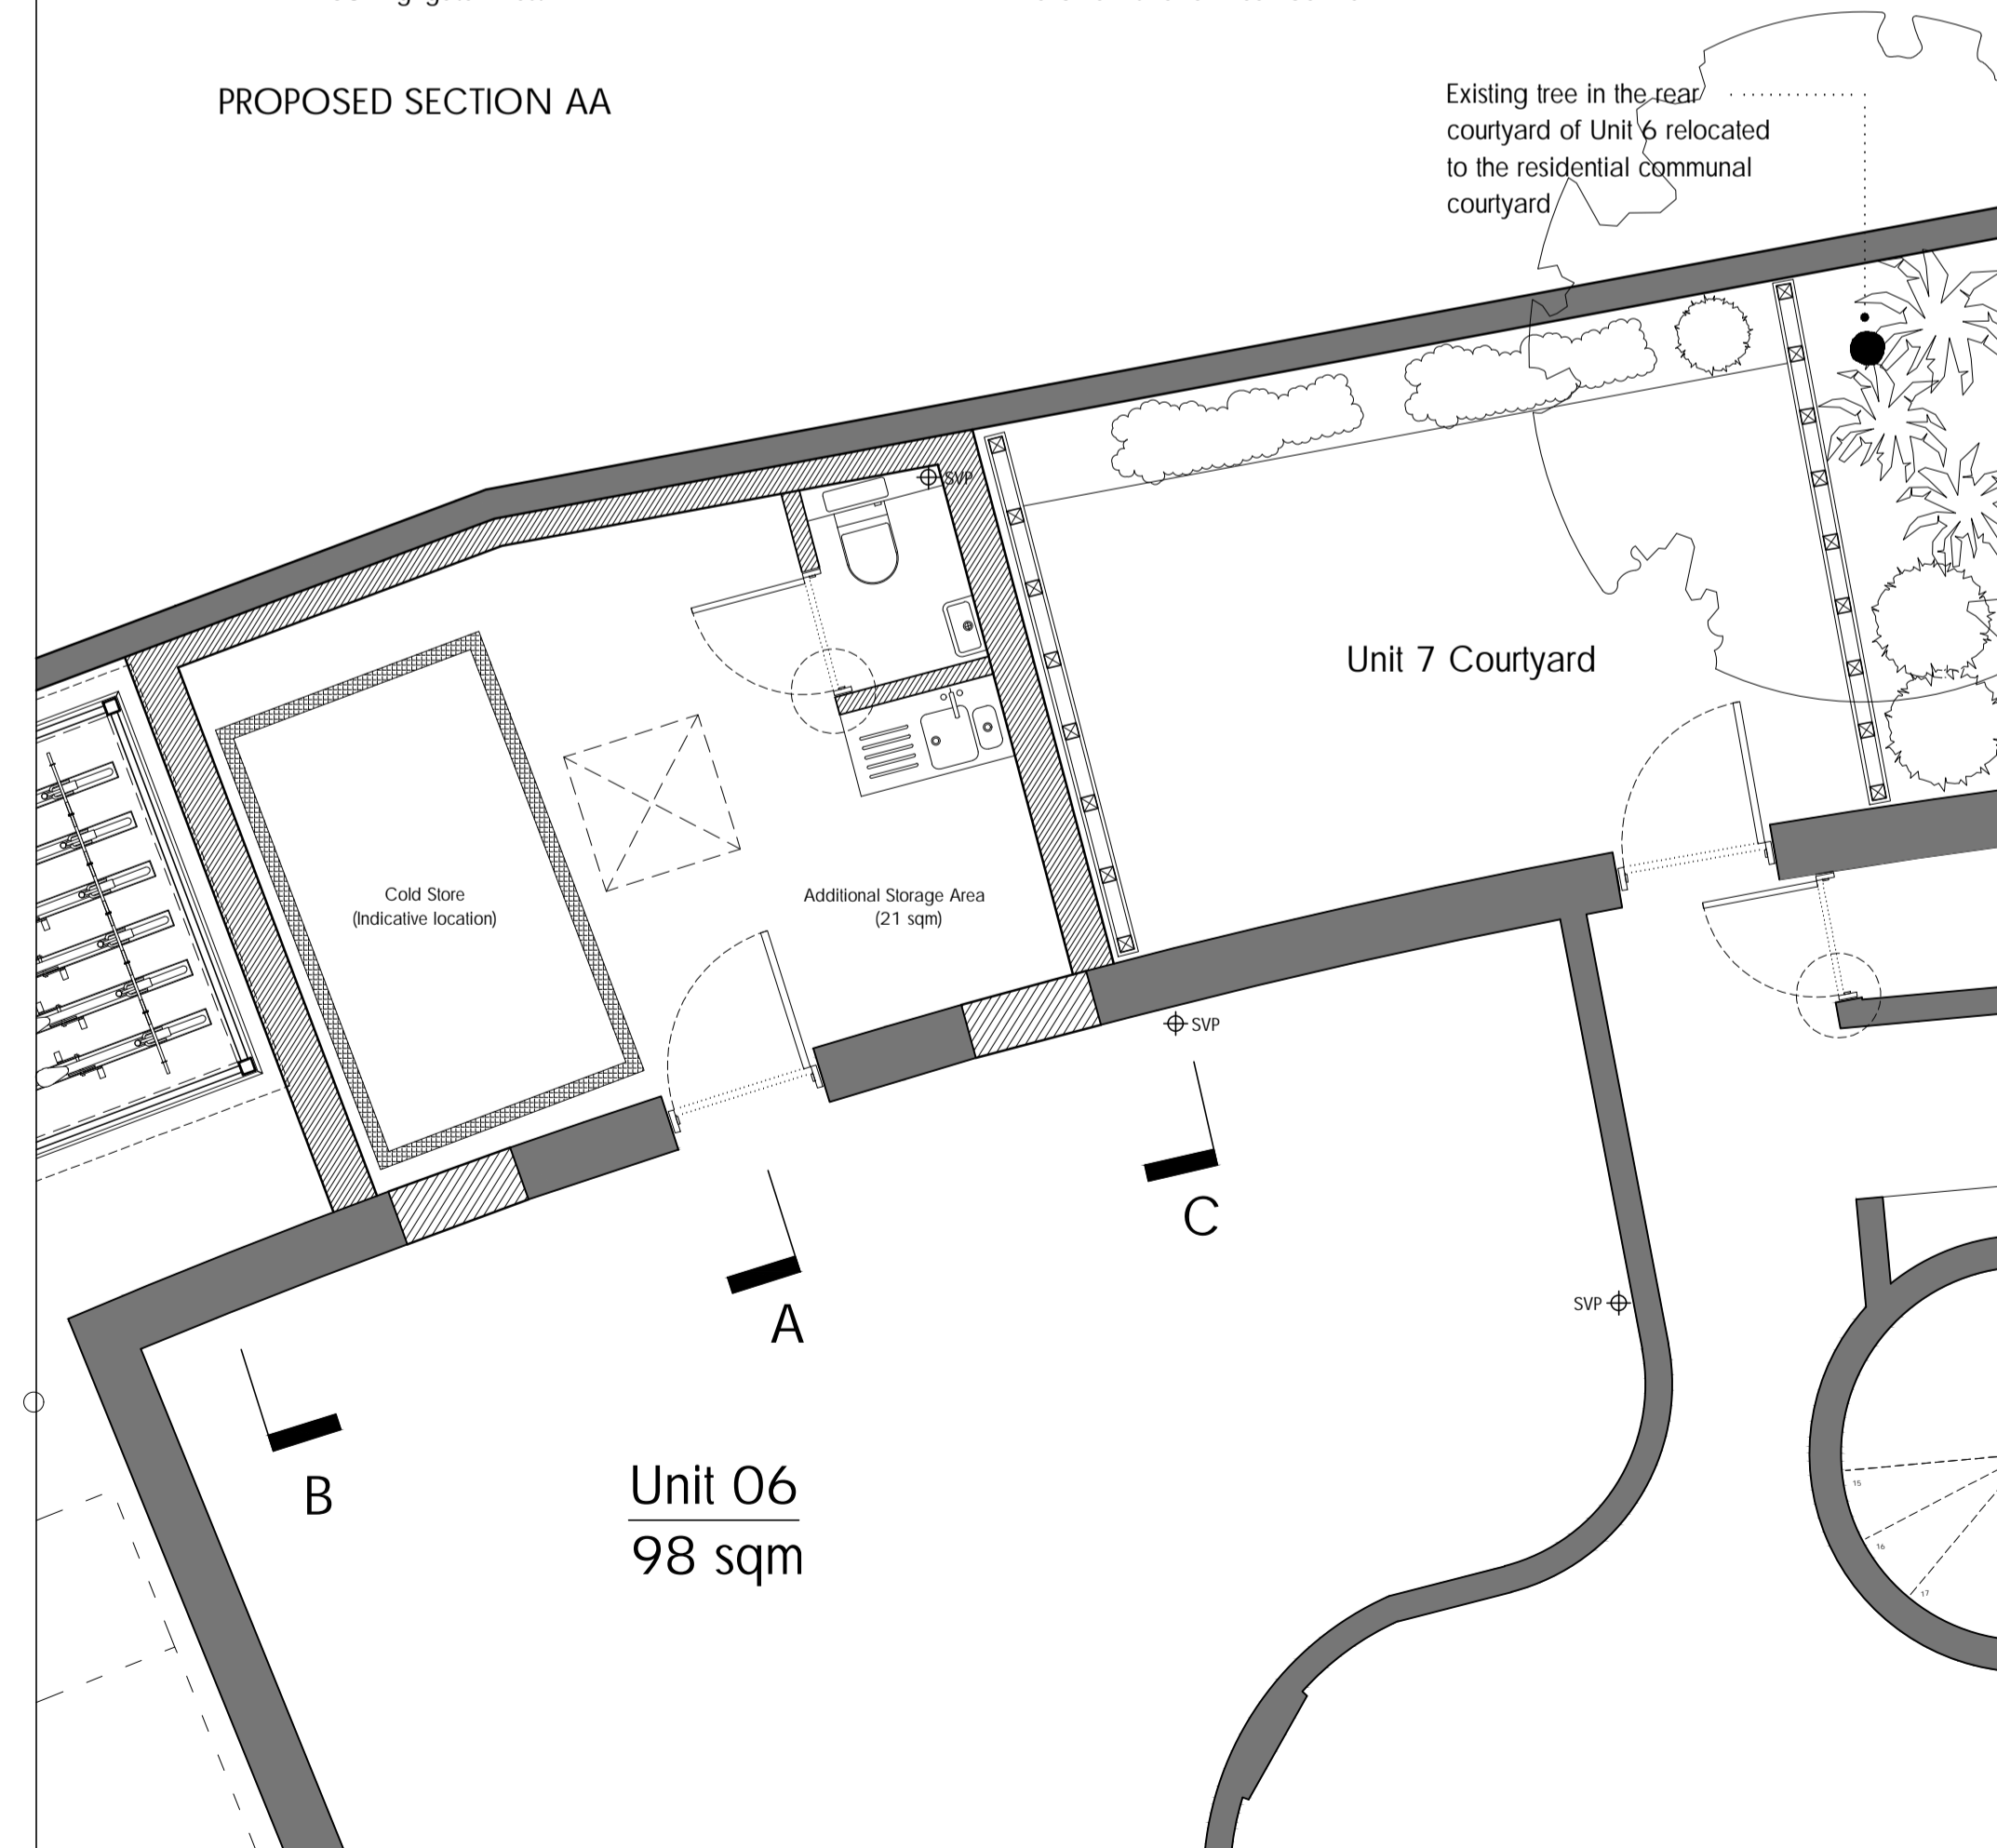 PROPOSED SECTION AA
Existing tree in the rear
courtyard of Unit 6 relocated
to the residential communal
courtyard
SVP
Unit 7 Courtyard
Cold Store
(Indicative location)
Additional Storage Area
(21 sqm)
SVP
C
A
SVP
B
Unit 06
98 sqm
15
16
17